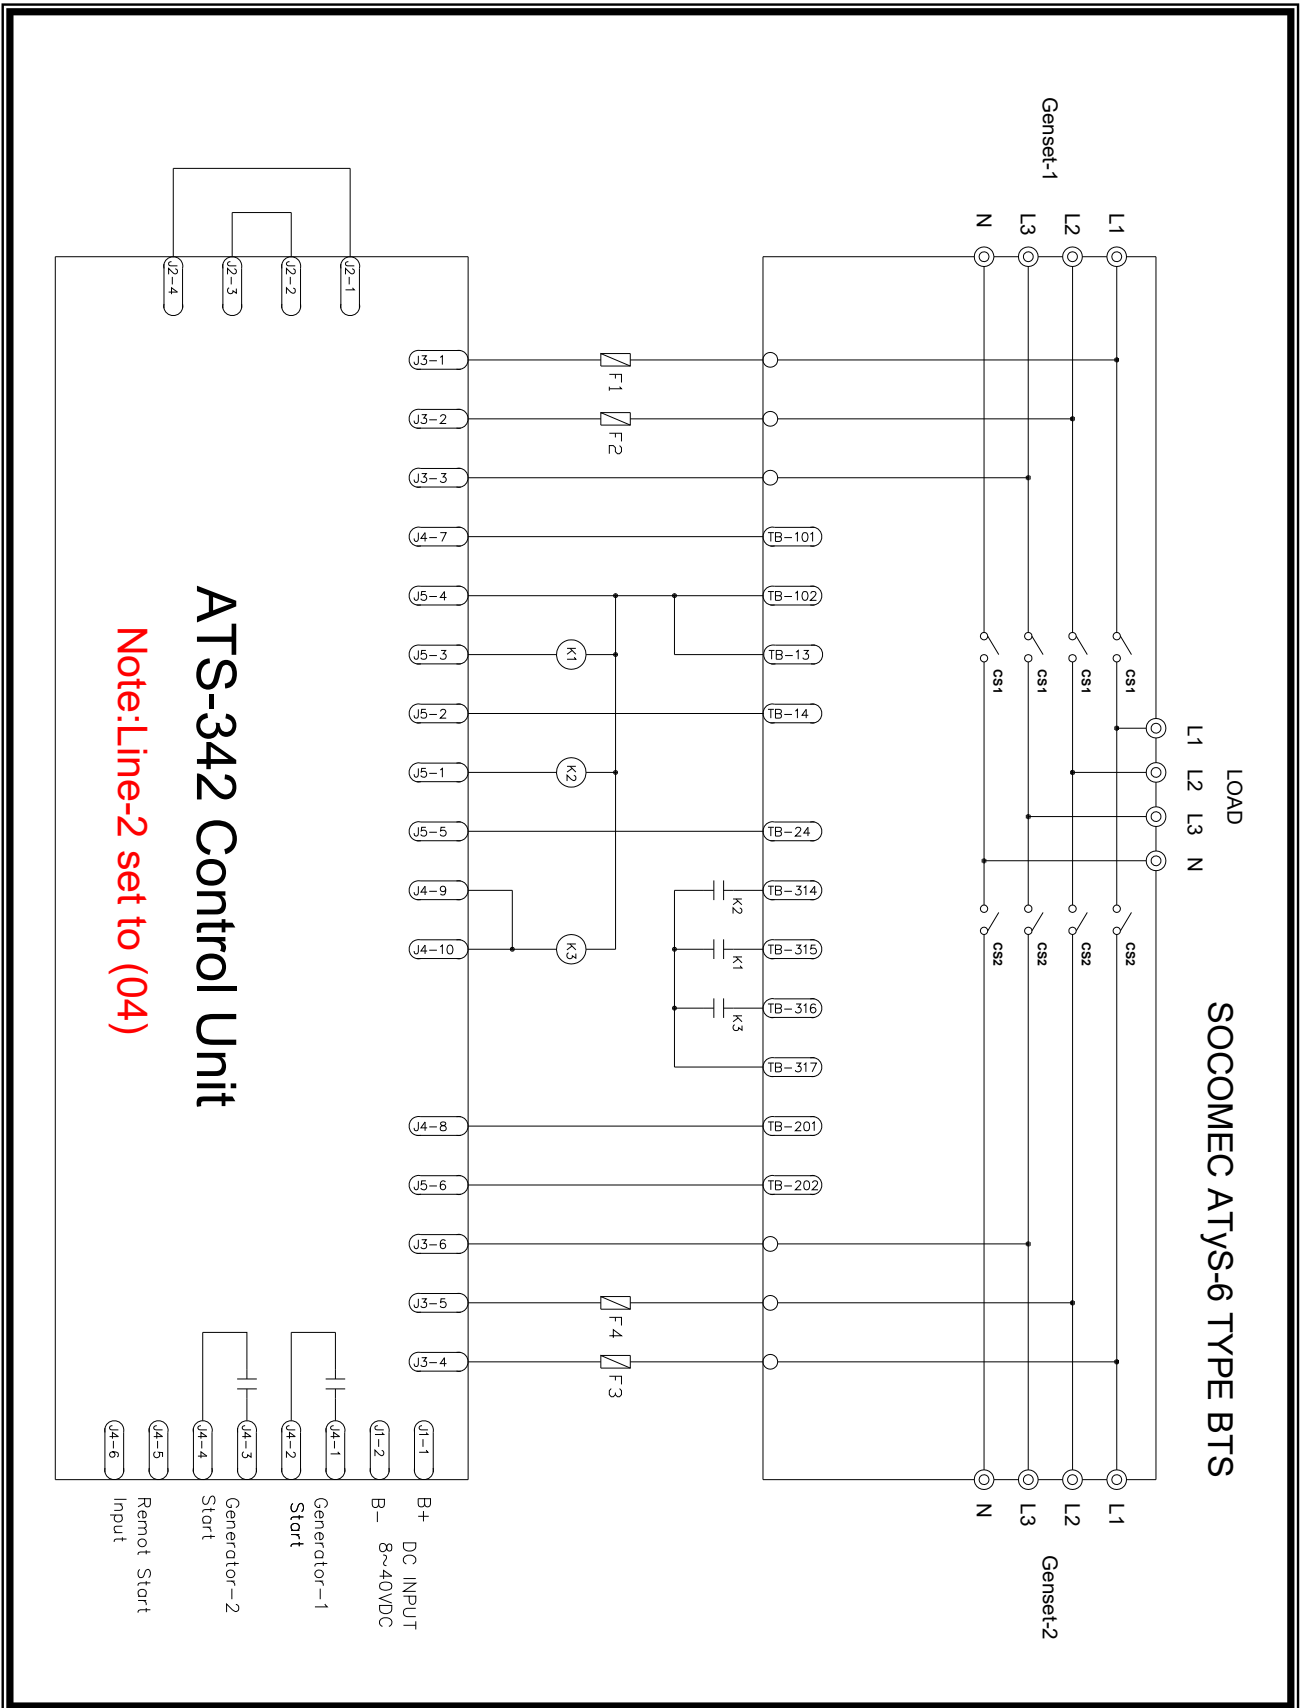 SOCOMEC ATyS-6 TYPE BTS
LOAD
L1 L2 L3 N
Genset-1
Genset-2
L1
L2
L3
N
L1
L2
L3
N
CS1
CS1
CS1
CS1
CS2
CS2
CS2
CS2
TB-101
TB-102
TB-13
TB-14
TB-24
TB-314
TB-315
TB-316
TB-317
TB-201
TB-202
K2
K1
K3
F1
F2
F4
F3
K1
K2
K3
J3-1
J3-2
J3-3
J4-7
J5-4
J5-3
J5-2
J5-1
J5-5
J4-9
J4-10
J4-8
J5-6
J3-6
J3-5
J3-4
J2-1
J2-2
J2-3
J2-4
ATS-342 Control Unit
Note:Line-2 set to (04)
J1-1
B+
J1-2
B-
DC INPUT
8~40VDC
J4-1
J4-2
Generator-1
Start
J4-3
J4-4
Generator-2
Start
J4-5
J4-6
Remot Start
Input